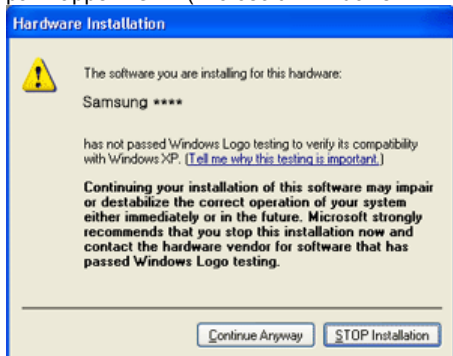 Hardware Installation
The software you are installing for this hardware:
Samsung ****
has not passed Windows Logo testing to verify its compatibility
with Windows XP. (Tell me why this testing is important.)
Continuing your installation of this software may impair
or destabilize the correct operation of your system
either immediately or in the future. Microsoft strongly
recommends that you stop this installation now and
contact the hardware vendor for software that has
passed Windows Logo testing.
Continue Anyway
STOP Installation